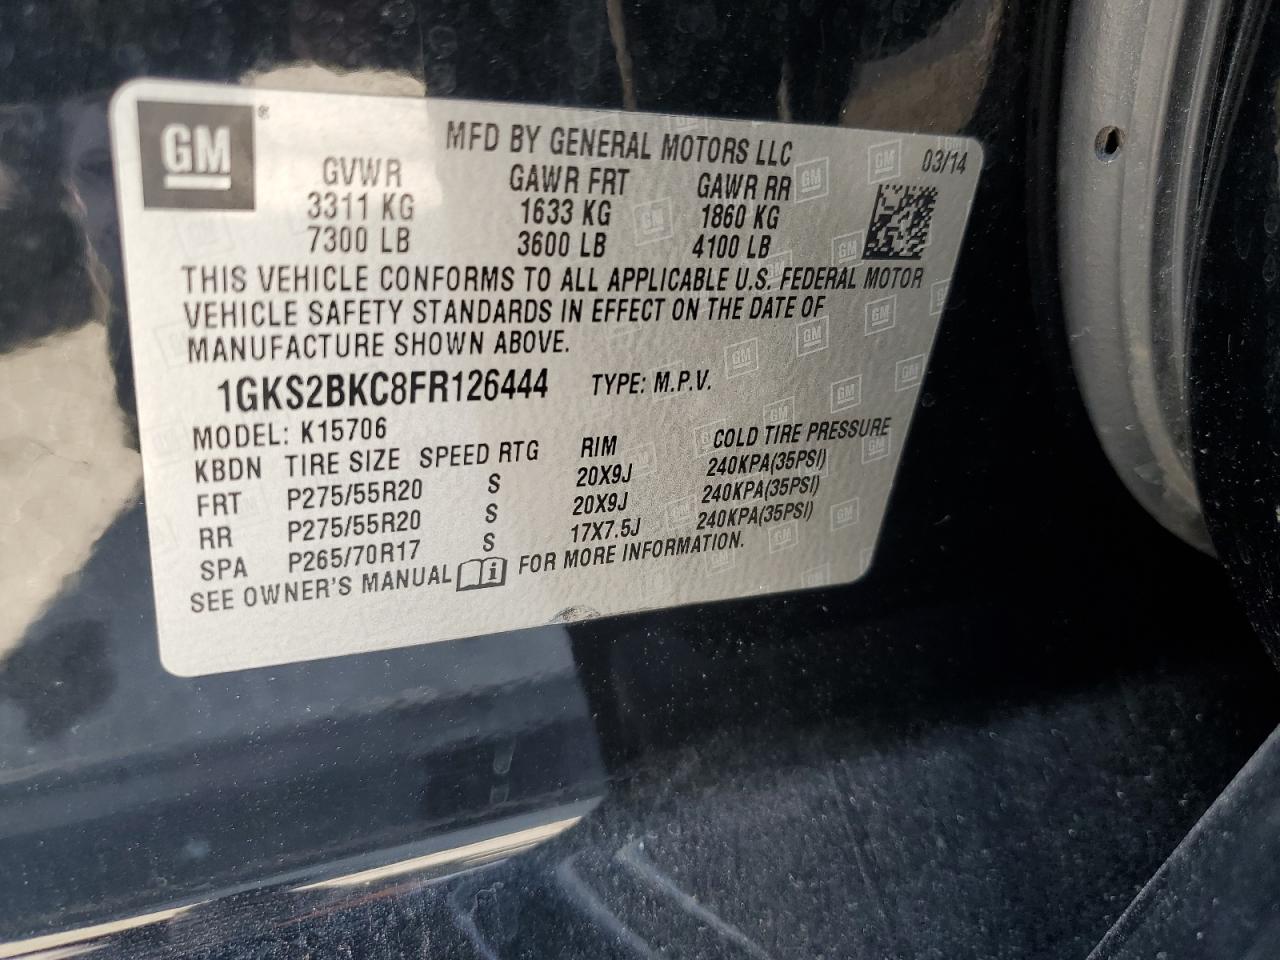 GM®
MFD BY GENERAL MOTORS LLC
03/14
GVWR GAWR FRT GAWR RR
3311 KG 1633 KG 1860 KG
7300 LB 3600 LB 4100 LB
THIS VEHICLE CONFORMS TO ALL APPLICABLE U.S. FEDERAL MOTOR
VEHICLE SAFETY STANDARDS IN EFFECT ON THE DATE OF
MANUFACTURE SHOWN ABOVE.
1GKS2BKC8FR126444 TYPE: M.P.V.
MODEL: K15706
KBDN TIRE SIZE SPEED RTG RIM COLD TIRE PRESSURE
FRT P275/55R20 S 20X9J 240KPA(35PSI)
RR P275/55R20 S 20X9J 240KPA(35PSI)
SPA P265/70R17 S 17X7.5J 240KPA(35PSI)
SEE OWNER'S MANUAL i FOR MORE INFORMATION.